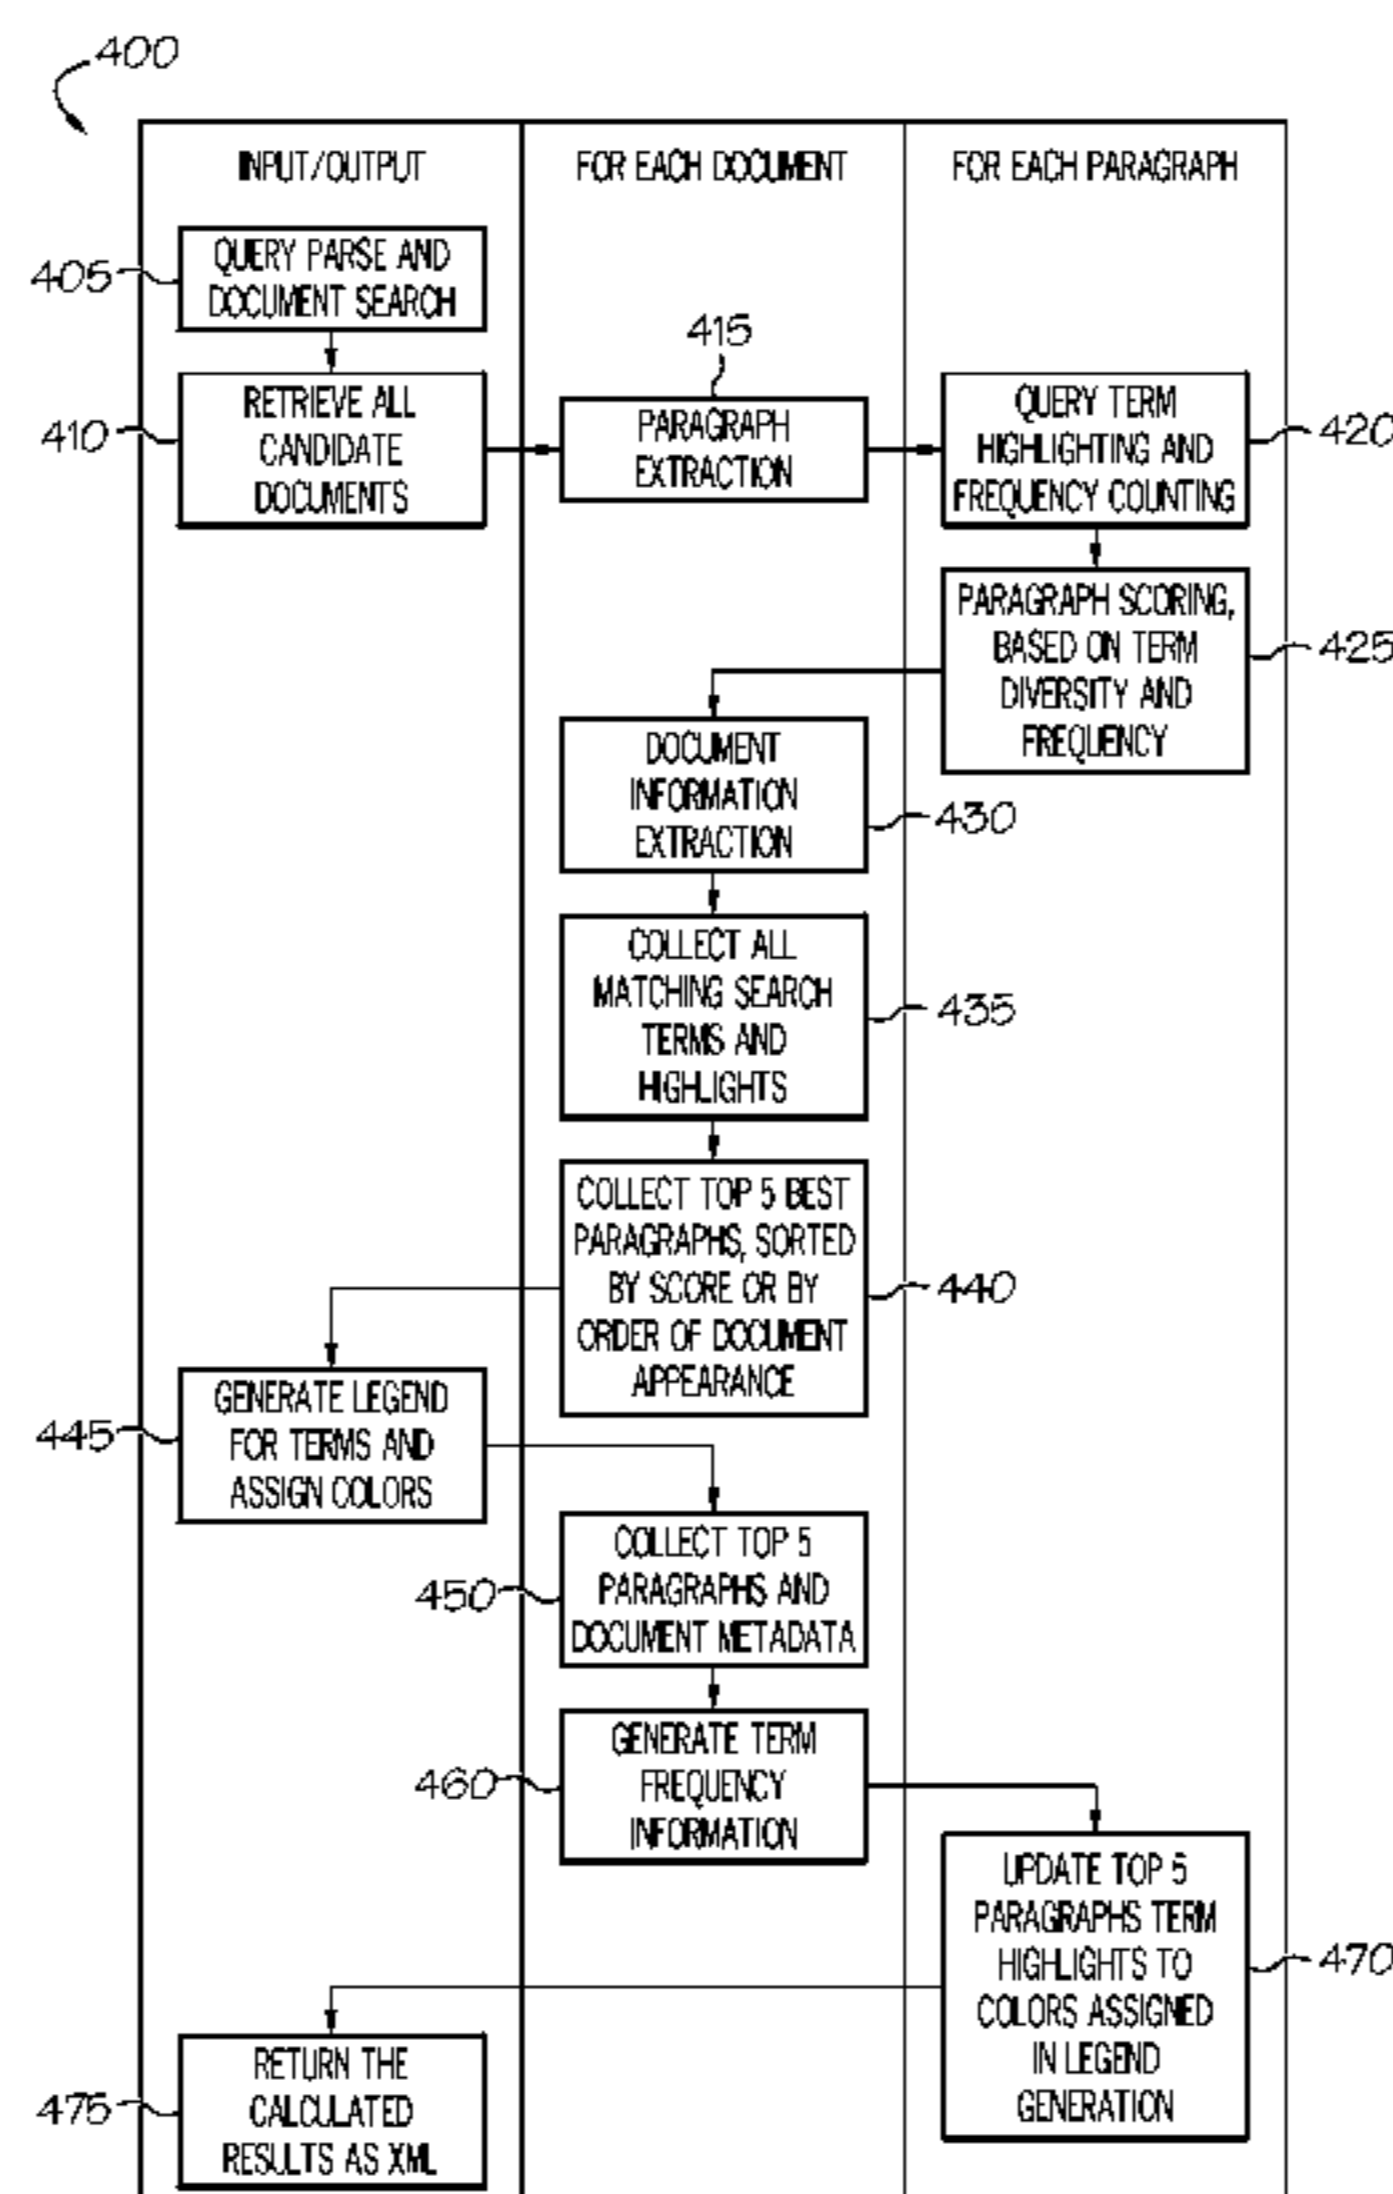 400
INPUT/OUTPUT
FOR EACH DOCUMENT
FOR EACH PARAGRAPH
405
QUERY PARSE AND
DOCUMENT SEARCH
410
RETRIEVE ALL
CANDIDATE
DOCUMENTS
415
PARAGRAPH
EXTRACTION
QUERY TERM
HIGHLIGHTING AND
FREQUENCY COUNTING
420
PARAGRAPH SCORING,
BASED ON TERM
DIVERSITY AND
FREQUENCY
425
DOCUMENT
INFORMATION
EXTRACTION
430
COLLECT ALL
MATCHING SEARCH
TERMS AND
HIGHLIGHTS
435
COLLECT TOP 5 BEST
PARAGRAPHS, SORTED
BY SCORE OR BY
ORDER OF DOCUMENT
APPEARANCE
440
445
GENERATE LEGEND
FOR TERMS AND
ASSIGN COLORS
450
COLLECT TOP 5
PARAGRAPHS AND
DOCUMENT METADATA
460
GENERATE TERM
FREQUENCY
INFORMATION
UPDATE TOP 5
PARAGRAPHS TERM
HIGHLIGHTS TO
COLORS ASSIGNED
IN LEGEND
GENERATION
470
475
RETURN THE
CALCULATED
RESULTS AS XML